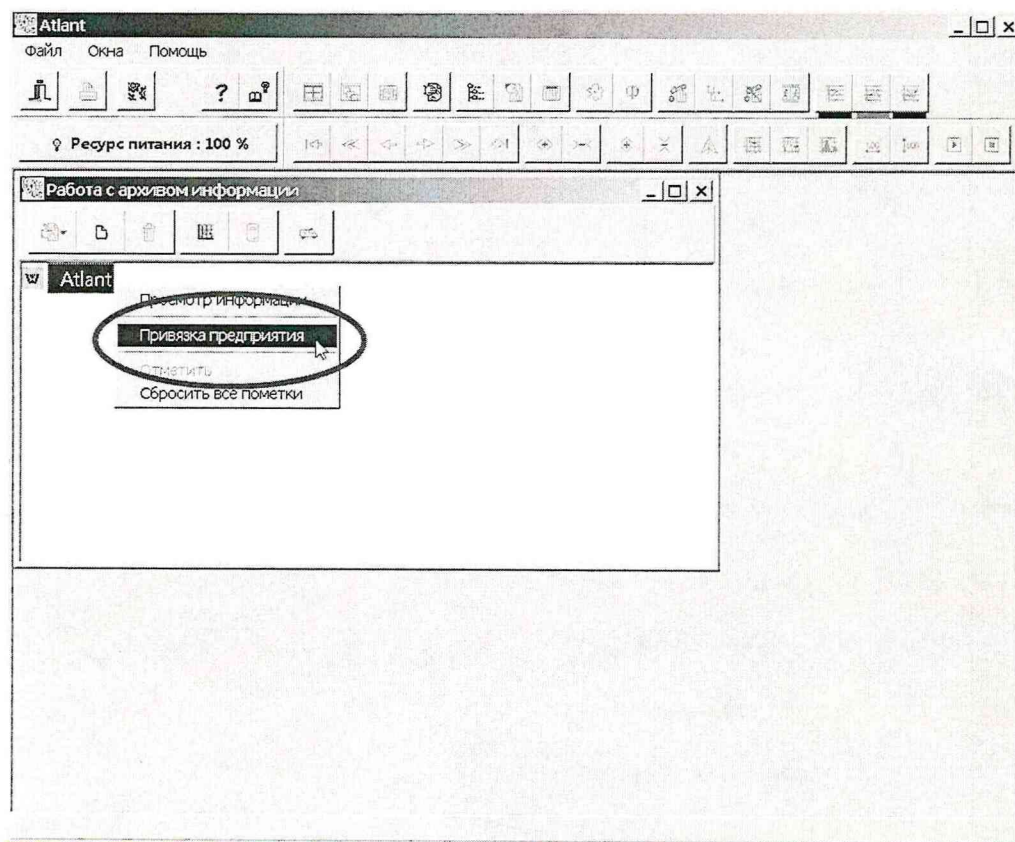 Atlant
Файл Окна Помощь
?
Ресурс питания : 100 %
Работа с архивом информации
Atlant
Просмотр информации
Привязка предприятия
Отметить
Сбросить все пометки